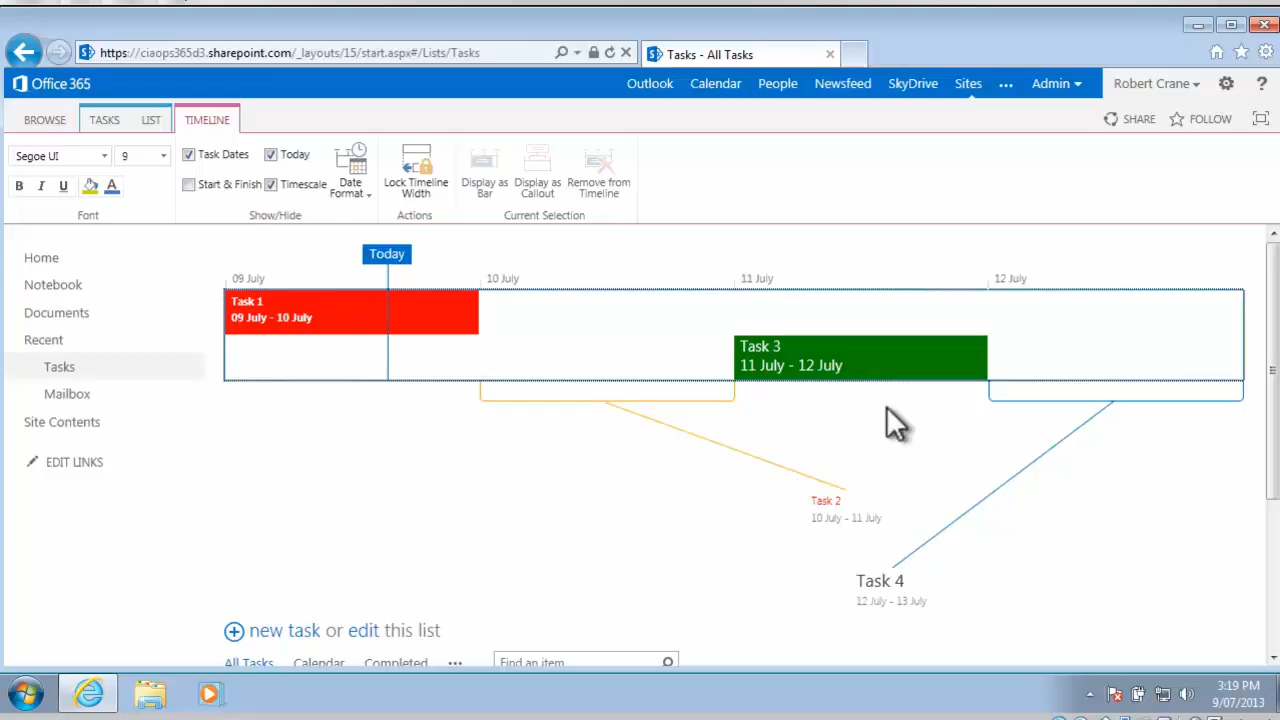 https://ciaops365d3.sharepoint.com/_layouts/15/start.aspx#/Lists/Tasks
Tasks - All Tasks
Office 365
Outlook Calendar People Newsfeed SkyDrive Sites ... Admin
Robert Crane ?
BROWSE TASKS LIST TIMELINE
SHARE FOLLOW
Segoe UI 9
Task Dates Today
Start & Finish Timescale
Date Format
Lock Timeline Width
Display as Bar
Display as Callout
Remove from Timeline
B I U A
Font Show/Hide Actions Current Selection
Home
Notebook
Documents
Recent
Tasks
Mailbox
Site Contents
EDIT LINKS
Today
09 July 10 July 11 July 12 July
Task 1
09 July - 10 July
Task 3
11 July - 12 July
Task 2
10 July - 11 July
Task 4
12 July - 13 July
new task or edit this list
All Tasks Calendar Completed ... Find an item
3:19 PM
9/07/2013